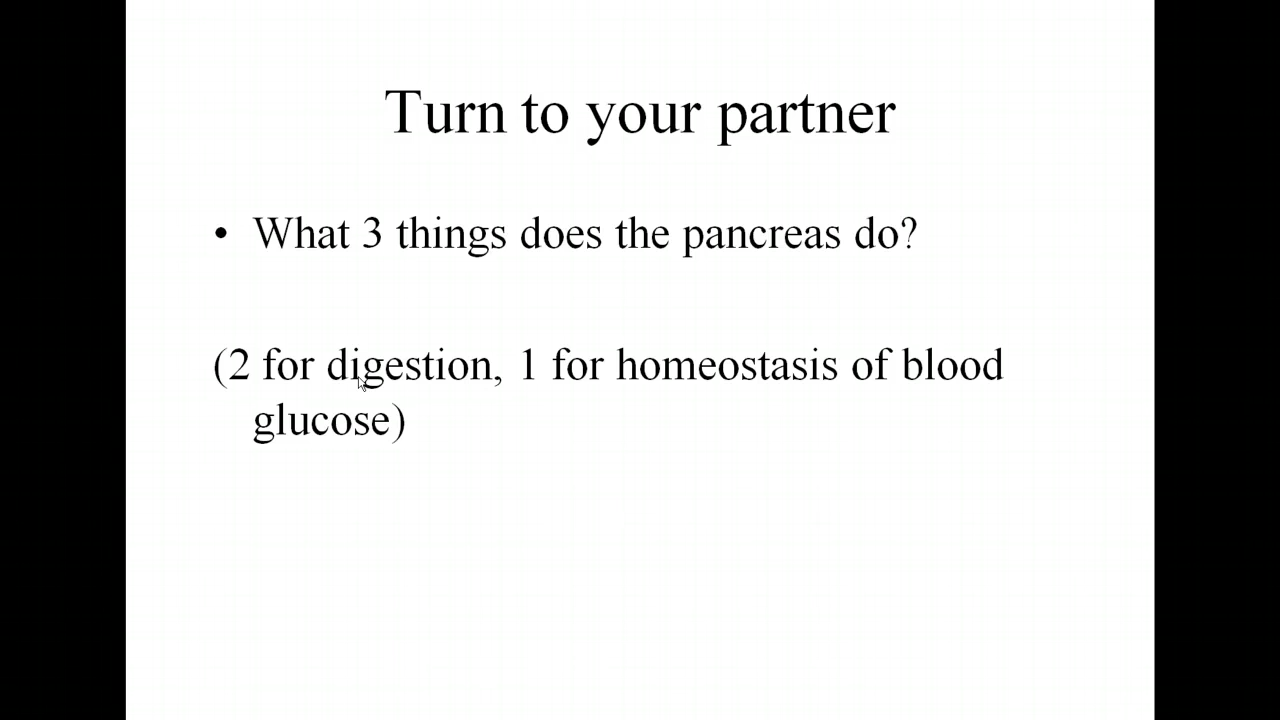 Turn to your partner
• What 3 things does the pancreas do?
(2 for digestion, 1 for homeostasis of blood
glucose)